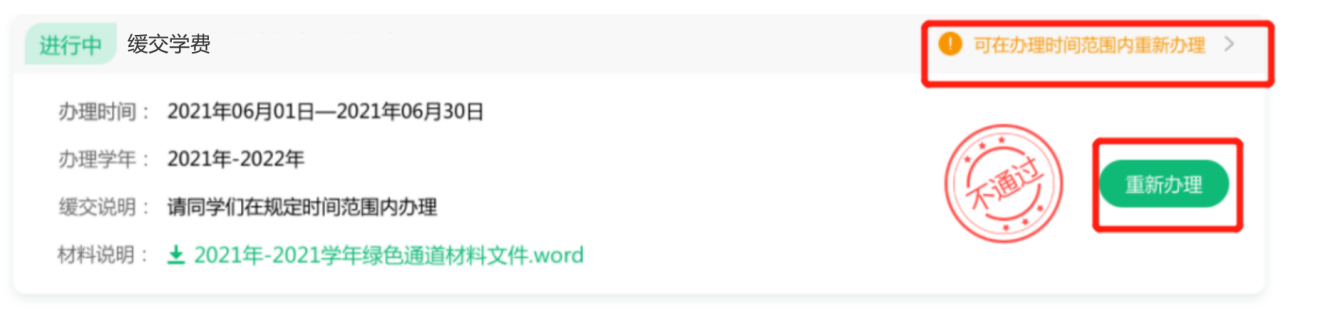 进行中 缓交学费 ! 可在办理时间范围内重新办理 >
办理时间： 2021年06月01日—2021年06月30日
办理学年： 2021年-2022年
不通过 重新办理
缓交说明： 请同学们在规定时间范围内办理
材料说明： 2021年-2021学年绿色通道材料文件.word